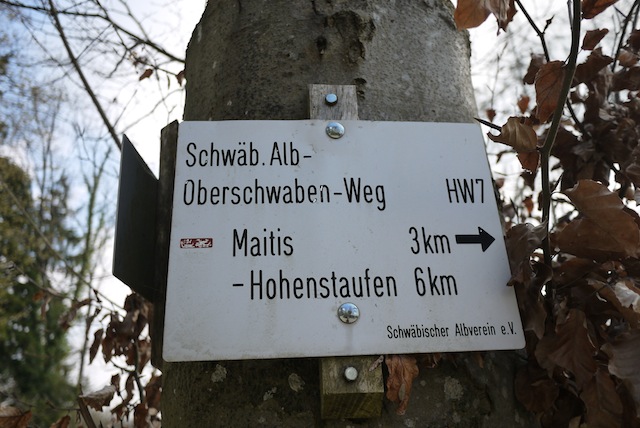 Schwäb. Alb-
Oberschwaben-Weg HW7
Maitis 3km
-Hohenstaufen 6km
Schwäbischer Albverein e.V.